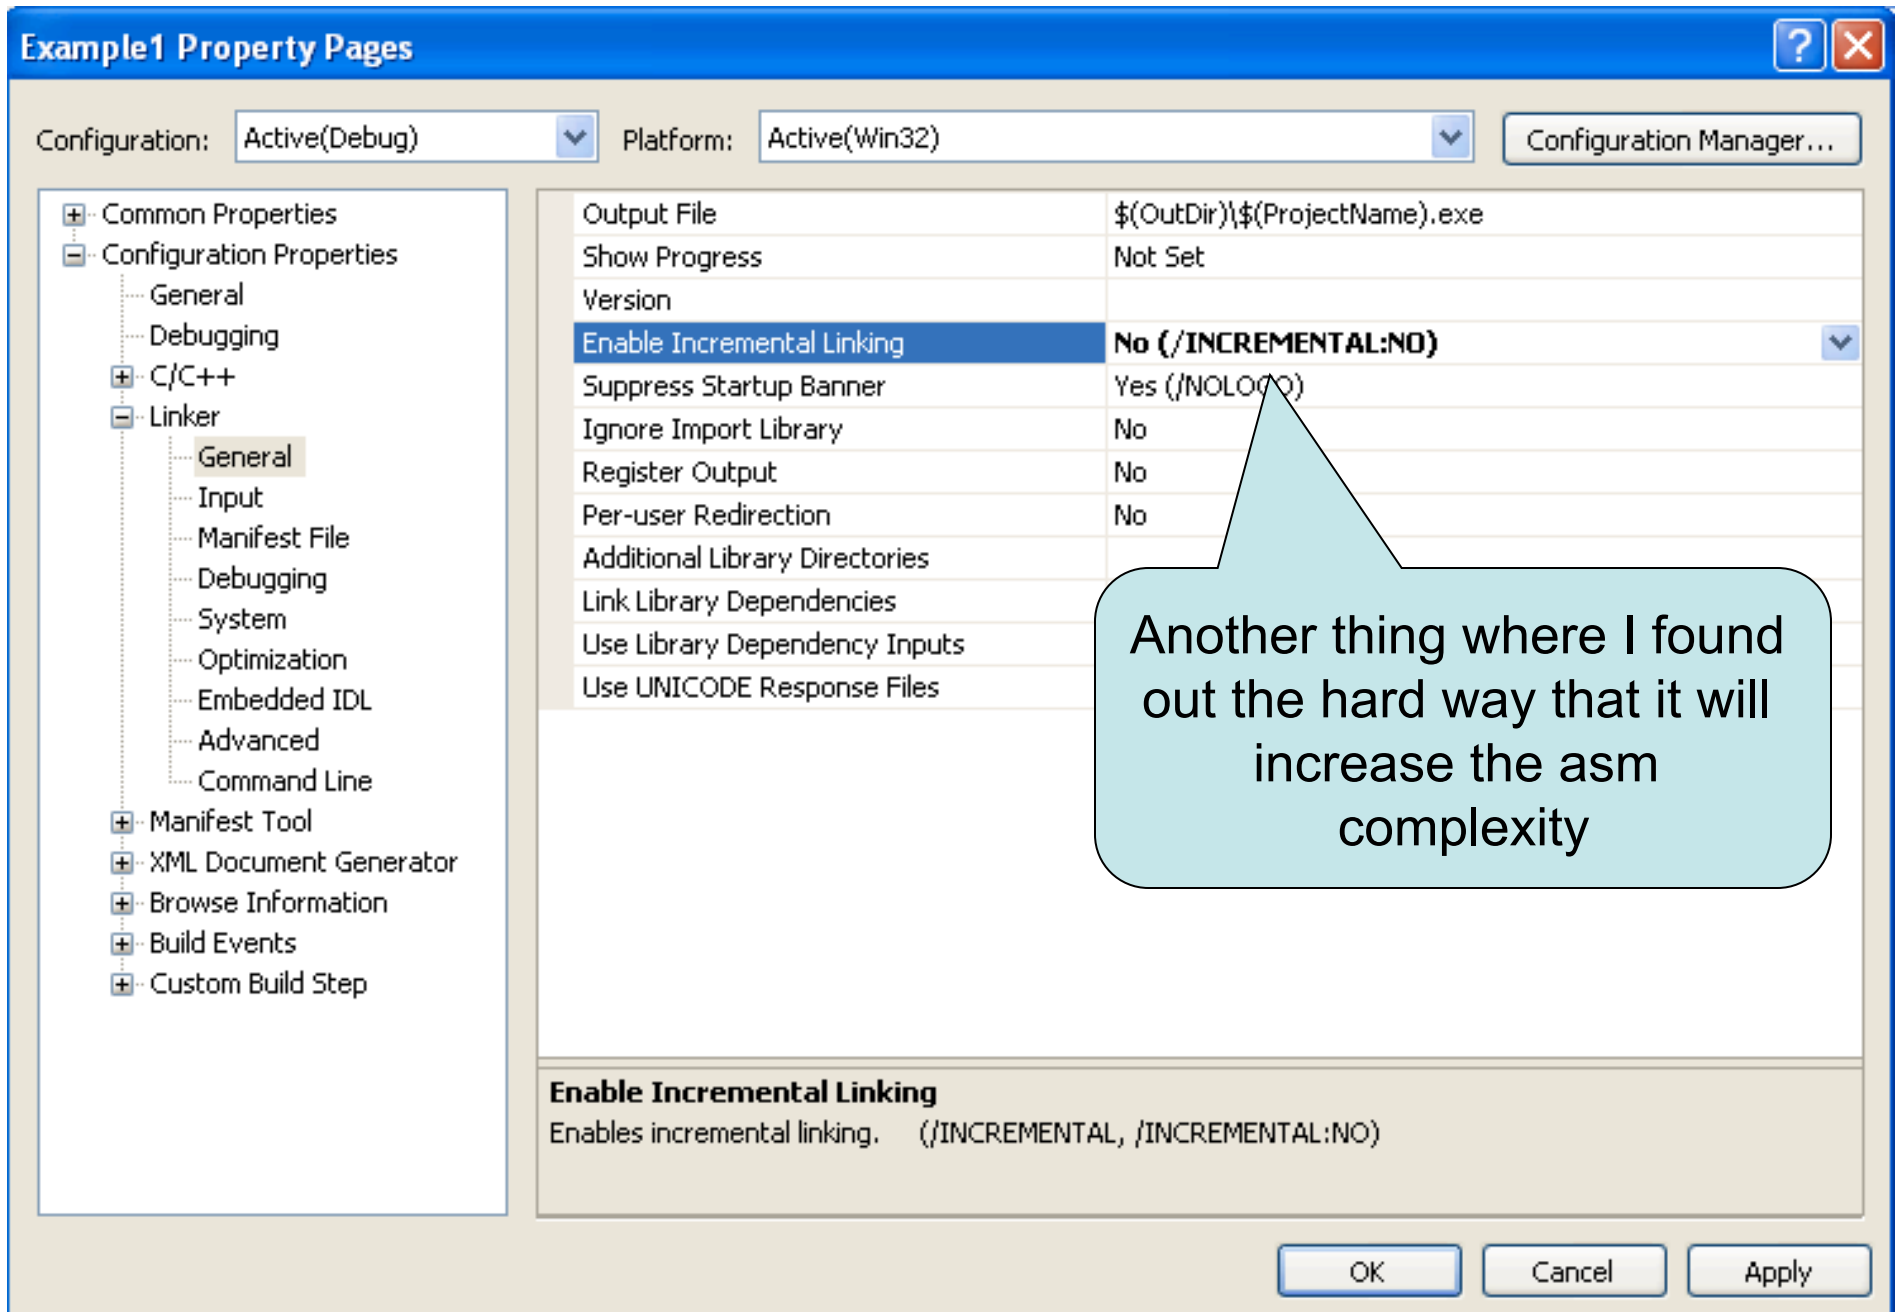 Example1 Property Pages
Configuration: Active(Debug) Platform: Active(Win32) Configuration Manager...
Common Properties
Configuration Properties
General
Debugging
C/C++
Linker
General
Input
Manifest File
Debugging
System
Optimization
Embedded IDL
Advanced
Command Line
Manifest Tool
XML Document Generator
Browse Information
Build Events
Custom Build Step
Output File $(OutDir)\$(ProjectName).exe
Show Progress Not Set
Version
Enable Incremental Linking No (/INCREMENTAL:NO)
Suppress Startup Banner Yes (/NOLOGO)
Ignore Import Library No
Register Output No
Per-user Redirection No
Additional Library Directories
Link Library Dependencies
Use Library Dependency Inputs
Use UNICODE Response Files
Another thing where I found
out the hard way that it will
increase the asm
complexity
Enable Incremental Linking
Enables incremental linking. (/INCREMENTAL, /INCREMENTAL:NO)
OK Cancel Apply